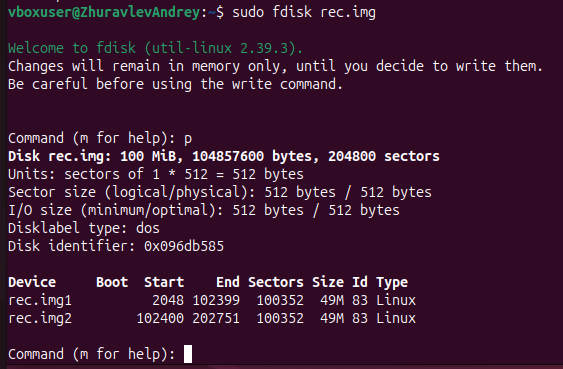 vboxuser@ZhuravlevAndrey:~$ sudo fdisk rec.img
Welcome to fdisk (util-linux 2.39.3).
Changes will remain in memory only, until you decide to write them.
Be careful before using the write command.
Command (m for help): p
Disk rec.img: 100 MiB, 104857600 bytes, 204800 sectors
Units: sectors of 1 * 512 = 512 bytes
Sector size (logical/physical): 512 bytes / 512 bytes
I/O size (minimum/optimal): 512 bytes / 512 bytes
Disklabel type: dos
Disk identifier: 0x096db585
Device     Boot  Start    End Sectors Size Id Type
rec.img1          2048 102399  100352  49M 83 Linux
rec.img2        102400 202751  100352  49M 83 Linux
Command (m for help):